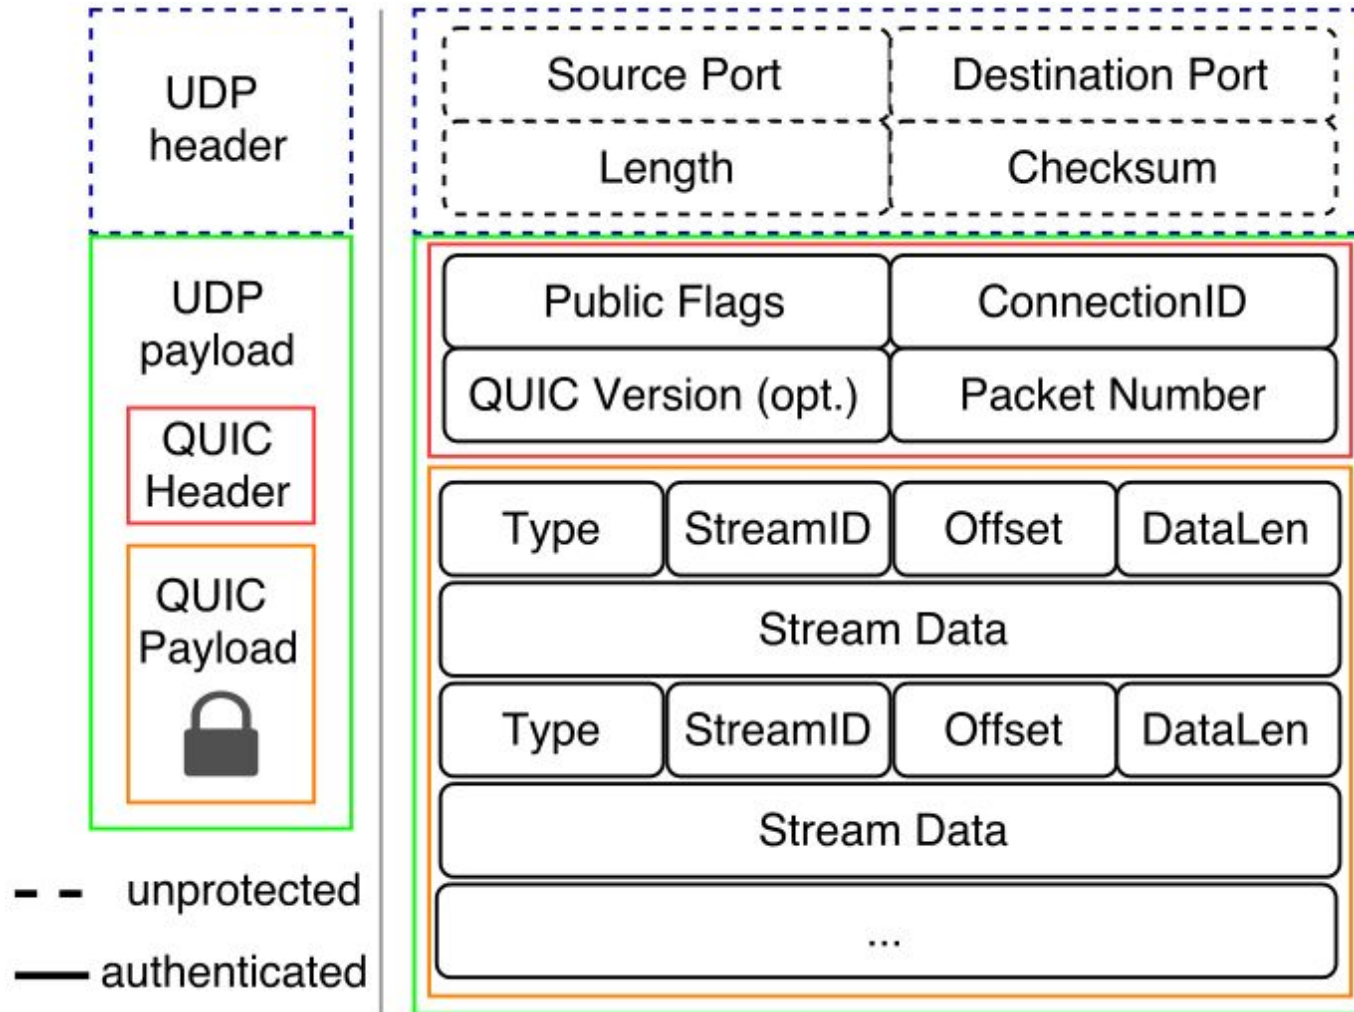 UDP
header
UDP
payload
QUIC
Header
QUIC
Payload
unprotected
authenticated
Source Port Destination Port
Length Checksum
Public Flags ConnectionID
QUIC Version (opt.) Packet Number
Type StreamID Offset DataLen
Stream Data
Type StreamID Offset DataLen
Stream Data
...